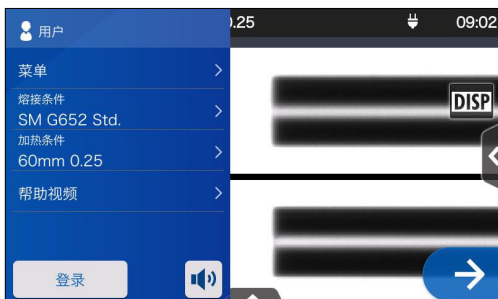 用户
菜单
熔接条件
SM G652 Std.
加热条件
60mm 0.25
帮助视频
登录
.25
09:02
DISP